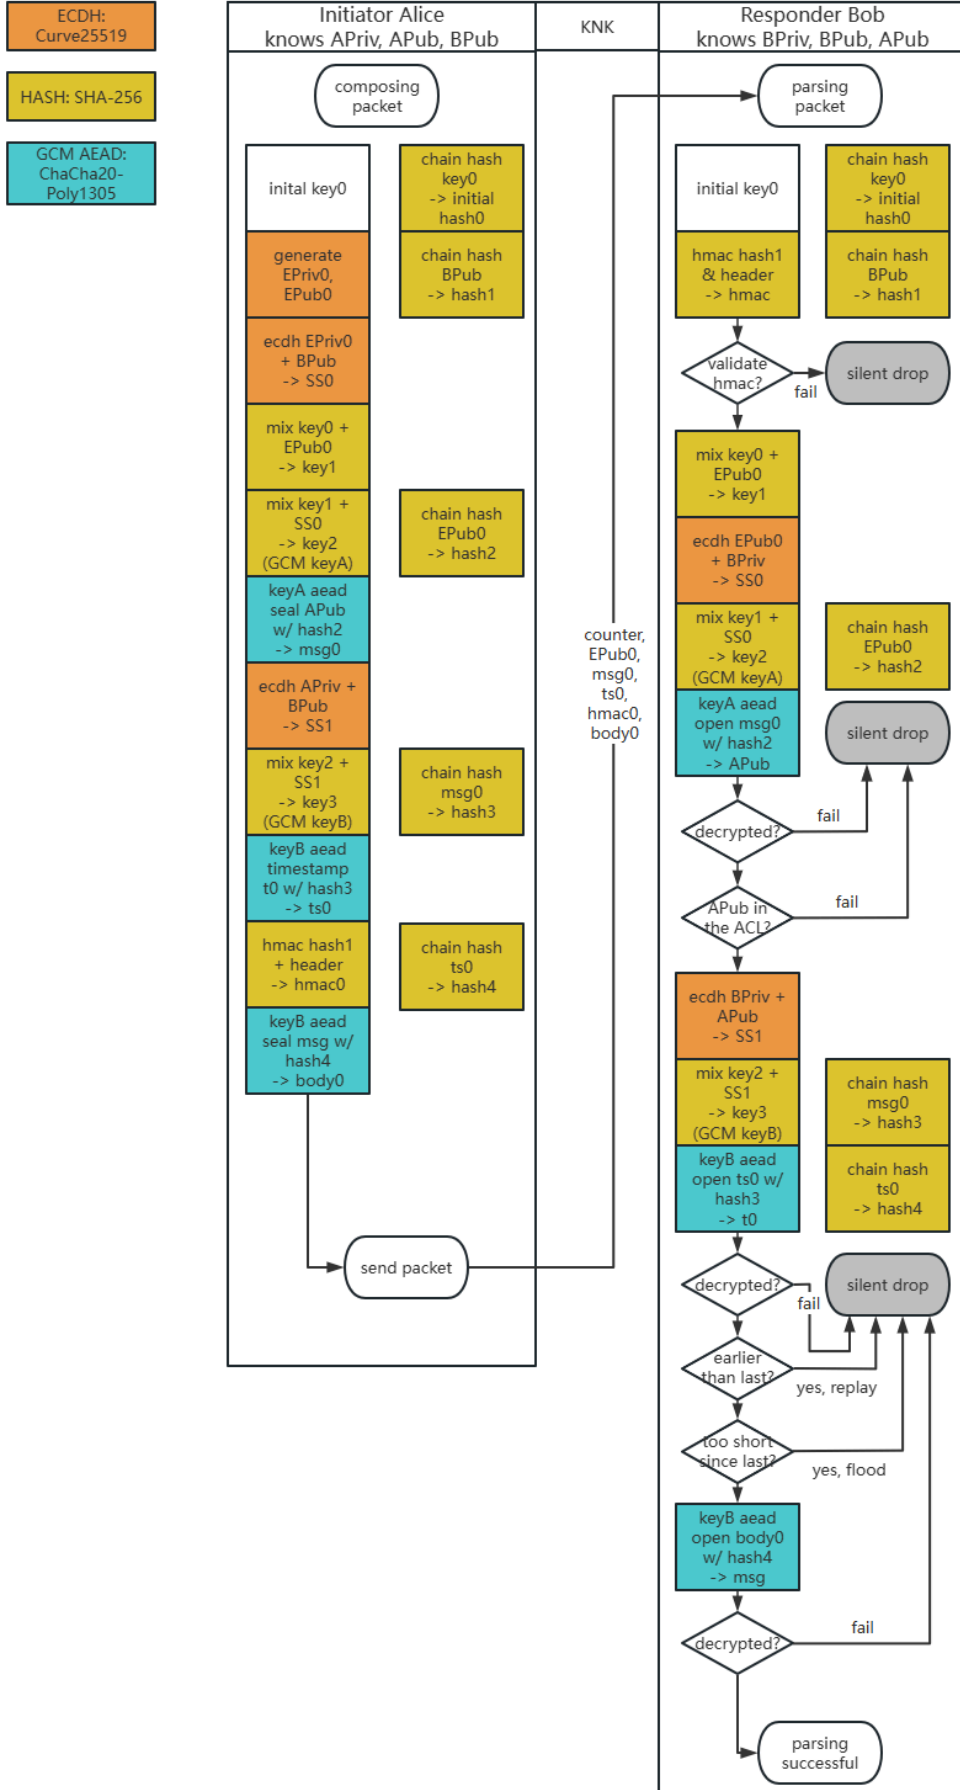 ECDH:
Curve25519
HASH: SHA-256
GCM AEAD:
ChaCha20-
Poly1305
Initiator Alice
knows APriv, APub, BPub
KNK
Responder Bob
knows BPriv, BPub, APub
composing
packet
inital key0
chain hash
key0
-> initial
hash0
generate
EPriv0,
EPub0
chain hash
BPub
-> hash1
ecdh EPriv0
+ BPub
-> SS0
mix key0 +
EPub0
-> key1
mix key1 +
SS0
-> key2
(GCM keyA)
chain hash
EPub0
-> hash2
keyA aead
seal APub
w/ hash2
-> msg0
ecdh APriv +
BPub
-> SS1
mix key2 +
SS1
-> key3
(GCM keyB)
chain hash
msg0
-> hash3
keyB aead
timestamp
t0 w/ hash3
-> ts0
hmac hash1
+ header
-> hmac0
chain hash
ts0
-> hash4
keyB aead
seal msg w/
hash4
-> body0
send packet
counter,
EPub0,
msg0,
ts0,
hmac0,
body0
parsing
packet
initial key0
chain hash
key0
-> initial
hash0
hmac hash1
& header
-> hmac
chain hash
BPub
-> hash1
validate
hmac?
fail
silent drop
mix key0 +
EPub0
-> key1
ecdh EPub0
+ BPriv
-> SS0
mix key1 +
SS0
-> key2
(GCM keyA)
chain hash
EPub0
-> hash2
keyA aead
open msg0
w/ hash2
-> APub
silent drop
decrypted?
fail
APub in
the ACL?
fail
ecdh BPriv +
APub
-> SS1
mix key2 +
SS1
-> key3
(GCM keyB)
chain hash
msg0
-> hash3
keyB aead
open ts0 w/
hash3
-> t0
chain hash
ts0
-> hash4
decrypted?
fail
silent drop
earlier
than last?
yes, replay
too short
since last?
yes, flood
keyB aead
open body0
w/ hash4
-> msg
decrypted?
fail
parsing
successful